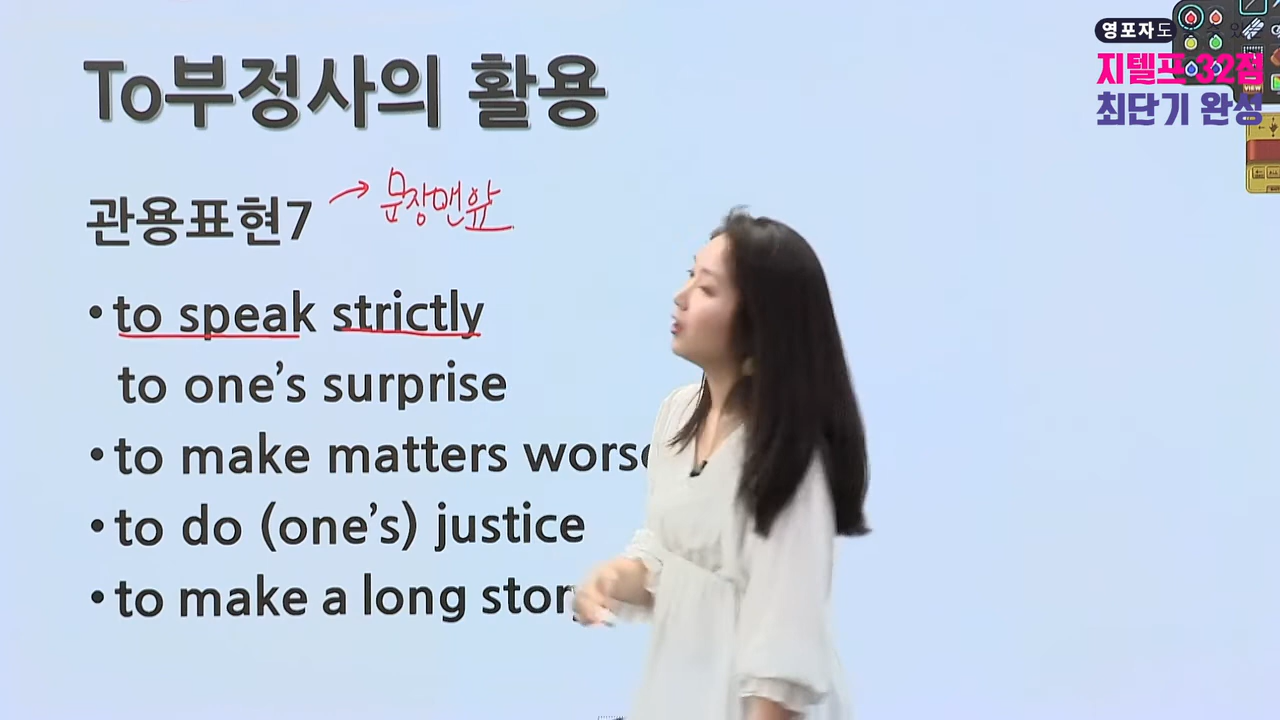 To부정사의 활용
영포자도
지텔프 32점
최단기 완성
관용표현7 → 문장맨앞
• to speak strictly
to one's surprise
• to make matters worse
• to do (one's) justice
• to make a long story